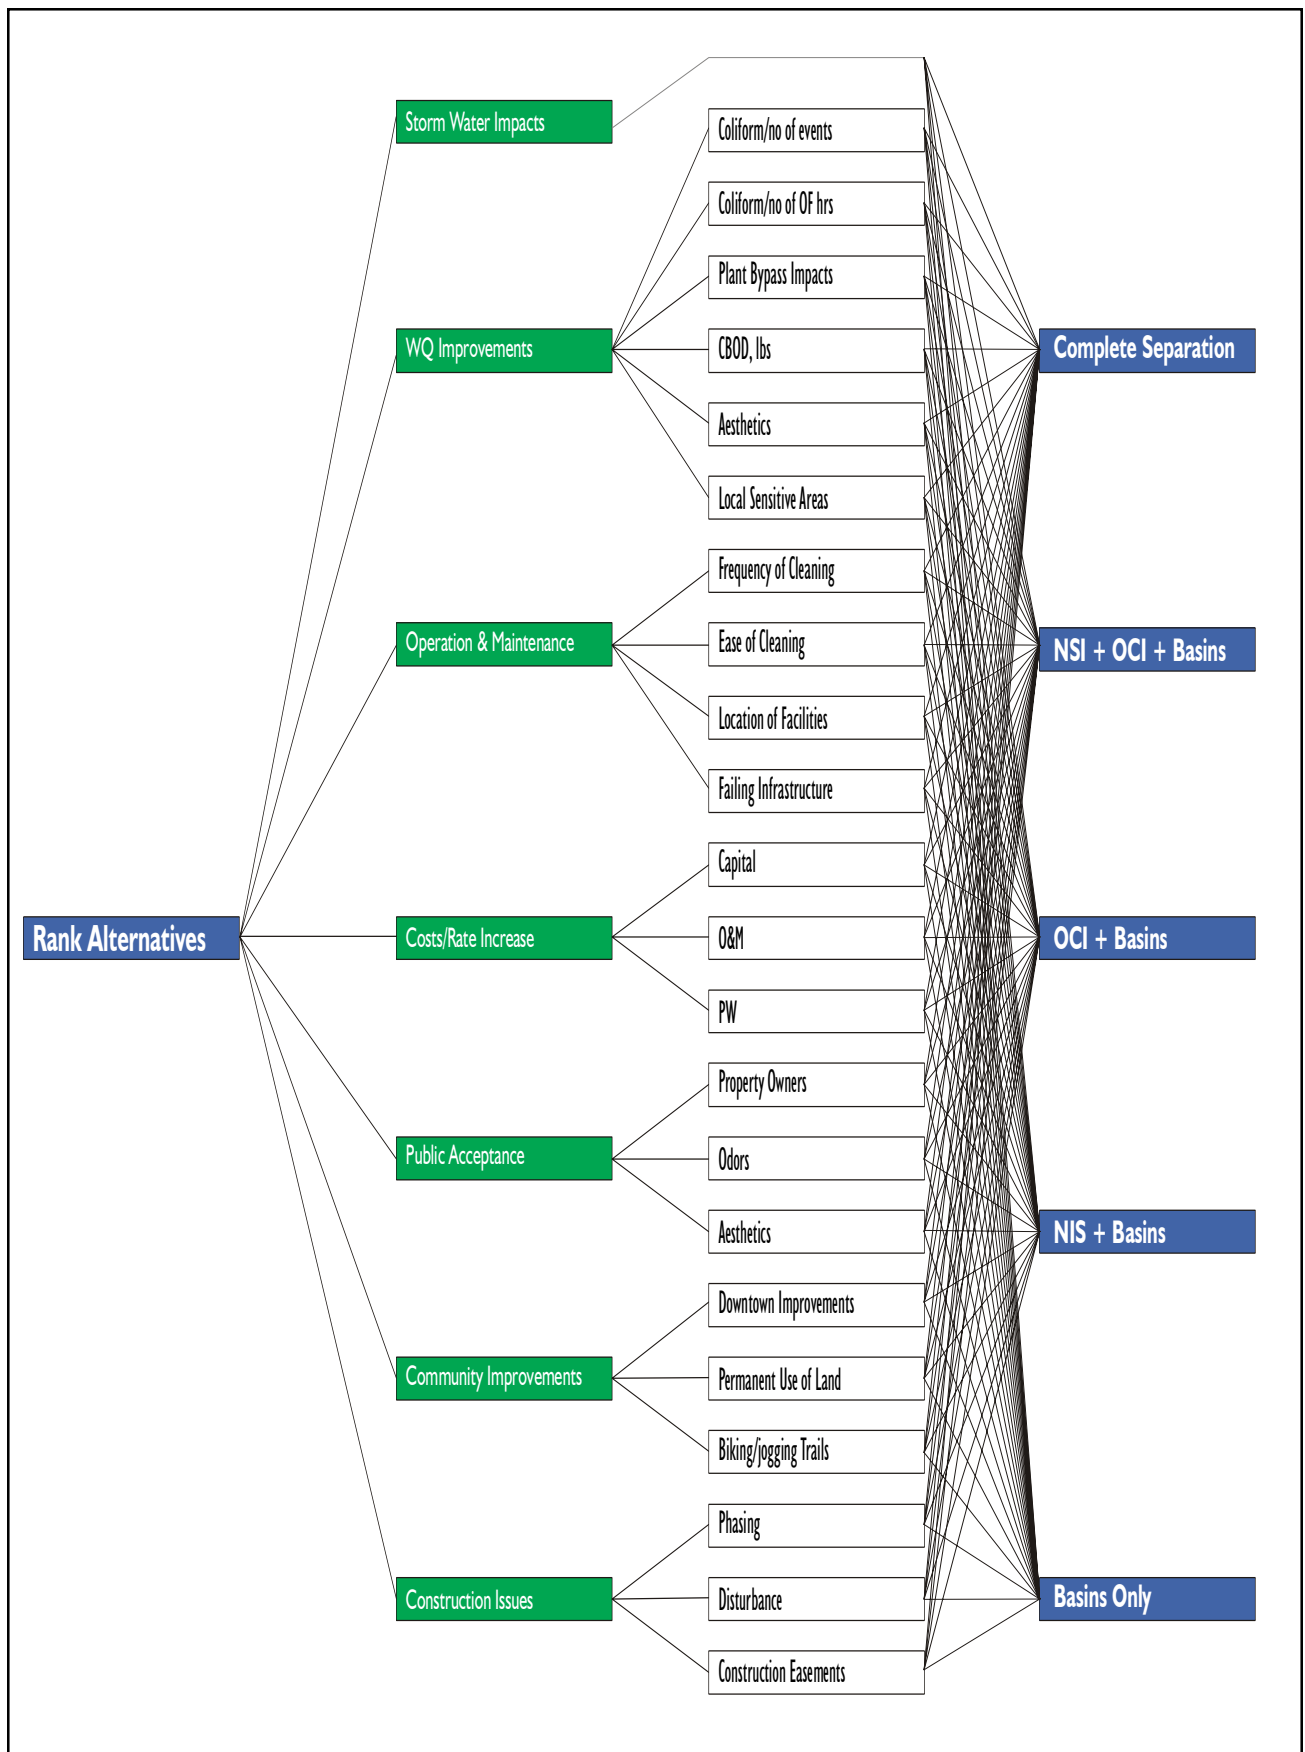 Storm Water Impacts
Coliform/no of events
Coliform/no of OF hrs
Plant Bypass Impacts
WQ Improvements
CBOD, lbs
Complete Separation
Aesthetics
Local Sensitive Areas
Frequency of Cleaning
Operation & Maintenance
Ease of Cleaning
NSI + OCI + Basins
Location of Facilities
Failing Infrastructure
Capital
Rank Alternatives
Costs/Rate Increase
O&M
OCI + Basins
PW
Property Owners
Public Acceptance
Odors
Aesthetics
NIS + Basins
Downtown Improvements
Community Improvements
Permanent Use of Land
Biking/jogging Trails
Phasing
Construction Issues
Disturbance
Basins Only
Construction Easements